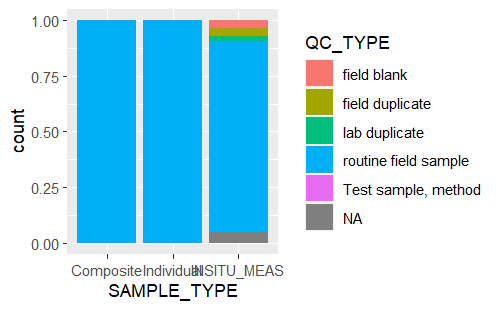 1.00
0.75
0.50
0.25
0.00
count
Composite Individual INSITU_MEAS
SAMPLE_TYPE
QC_TYPE
field blank
field duplicate
lab duplicate
routine field sample
Test sample, method
NA